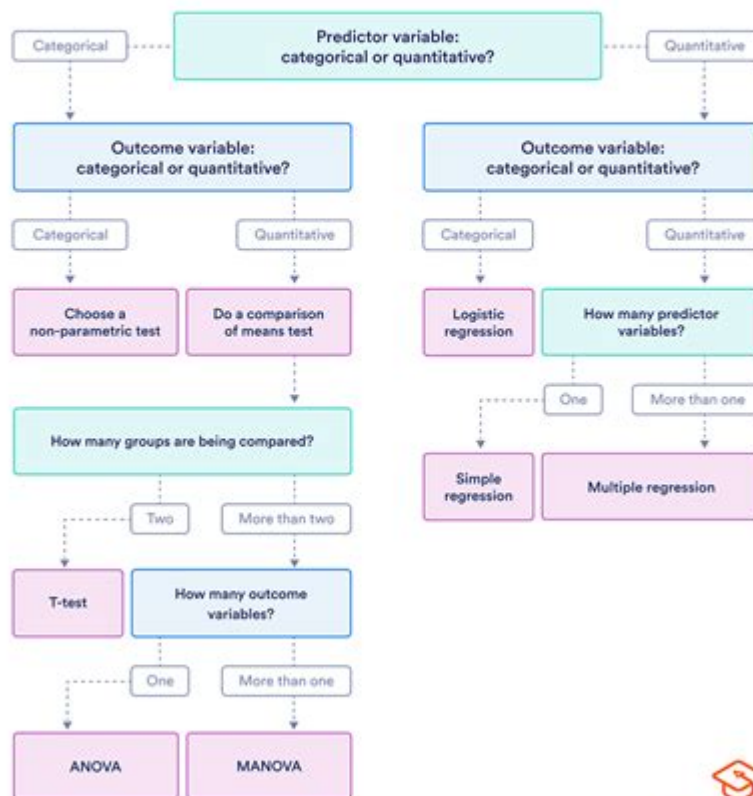 Predictor variable:
categorical or quantitative?
Categorical
Quantitative
Outcome variable:
categorical or quantitative?
Outcome variable:
categorical or quantitative?
Categorical
Quantitative
Categorical
Quantitative
Choose a
non-parametric test
Do a comparison
of means test
Logistic
regression
How many predictor
variables?
One
More than one
How many groups are being compared?
Simple
regression
Multiple regression
Two
More than two
T-test
How many outcome
variables?
One
More than one
ANOVA
MANOVA